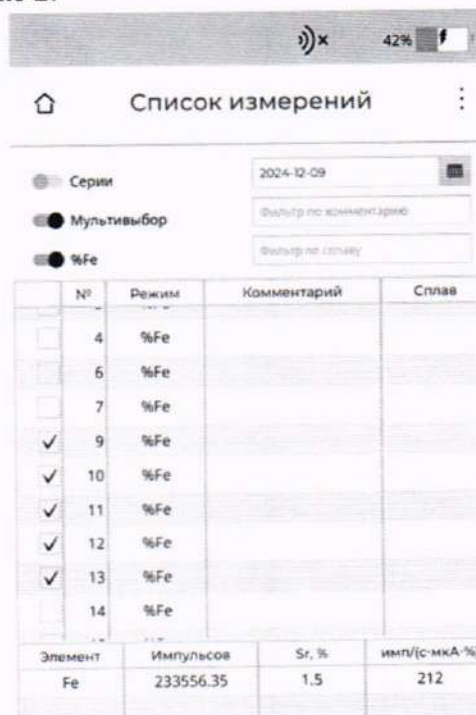 42%
Список измерений
Серии
2024-12-09
Мультивыбор
Фильтр по комментарию
%Fe
Фильтр по сплаву
№ Режим Комментарий Сплав
4 %Fe
6 %Fe
7 %Fe
9 %Fe
10 %Fe
11 %Fe
12 %Fe
13 %Fe
14 %Fe
Элемент Импульсов Sr, % имп/(с·мкА·%)
Fe 233556.35 1.5 212